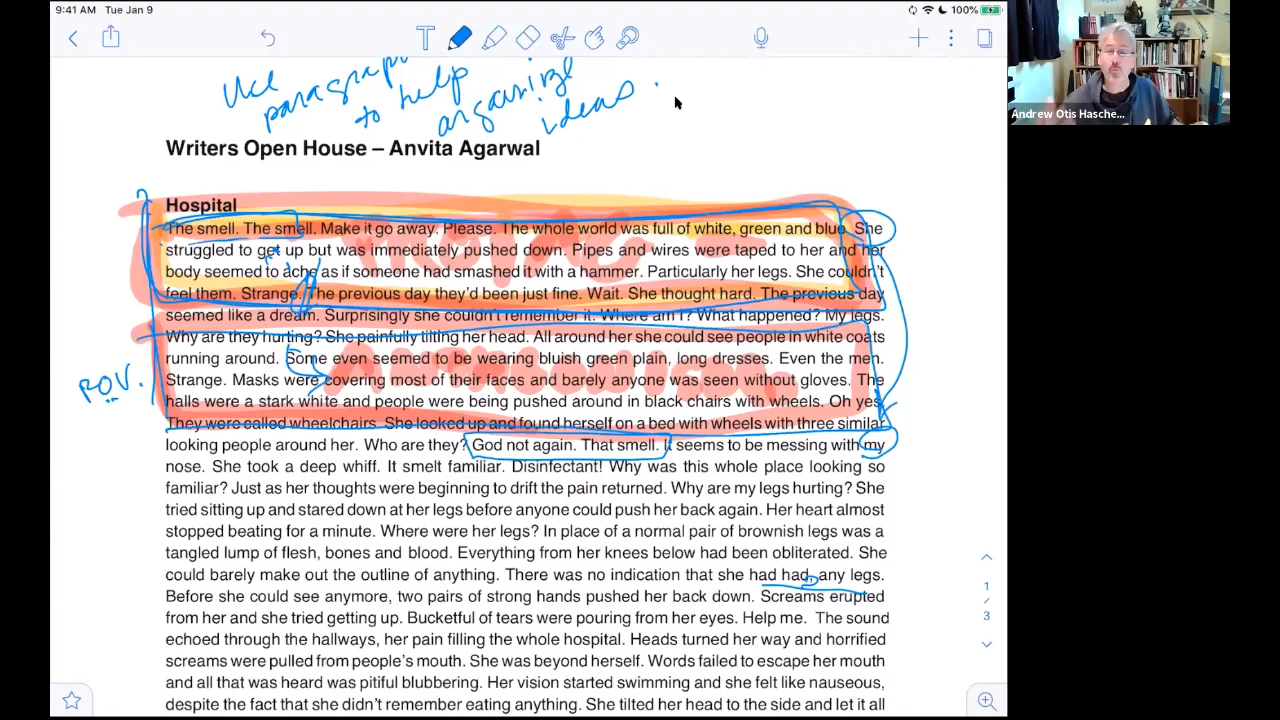 9:41 AM Tue Jan 9
100%
Use
paragraph
to help
organize
ideas.
Andrew Otis Hasche...
Writers Open House – Anvita Agarwal
Hospital
The smell. The smell. Make it go away. Please. The whole world was full of white, green and blue. She
struggled to get up but was immediately pushed down. Pipes and wires were taped to her and her
body seemed to ache as if someone had smashed it with a hammer. Particularly her legs. She couldn't
feel them. Strange. The previous day they'd been just fine. Wait. She thought hard. The previous day
seemed like a dream. Surprisingly she couldn't remember it. Where am I? What happened? My legs.
Why are they hurting? She painfully tilting her head. All around her she could see people in white coats
running around. Some even seemed to be wearing bluish green plain, long dresses. Even the men.
Strange. Masks were covering most of their faces and barely anyone was seen without gloves. The
halls were a stark white and people were being pushed around in black chairs with wheels. Oh yes.
They were called wheelchairs. She looked up and found herself on a bed with wheels with three similar
looking people around her. Who are they? God not again. That smell. It seems to be messing with my
nose. She took a deep whiff. It smelt familiar. Disinfectant! Why was this whole place looking so
familiar? Just as her thoughts were beginning to drift the pain returned. Why are my legs hurting? She
tried sitting up and stared down at her legs before anyone could push her back again. Her heart almost
stopped beating for a minute. Where were her legs? In place of a normal pair of brownish legs was a
tangled lump of flesh, bones and blood. Everything from her knees below had been obliterated. She
could barely make out the outline of anything. There was no indication that she had had any legs.
Before she could see anymore, two pairs of strong hands pushed her back down. Screams erupted
from her and she tried getting up. Bucketful of tears were pouring from her eyes. Help me. The sound
echoed through the hallways, her pain filling the whole hospital. Heads turned her way and horrified
screams were pulled from people's mouth. She was beyond herself. Words failed to escape her mouth
and all that was heard was pitiful blubbering. Her vision started swimming and she felt like nauseous,
despite the fact that she didn't remember eating anything. She tilted her head to the side and let it all
POV.
1
/
3